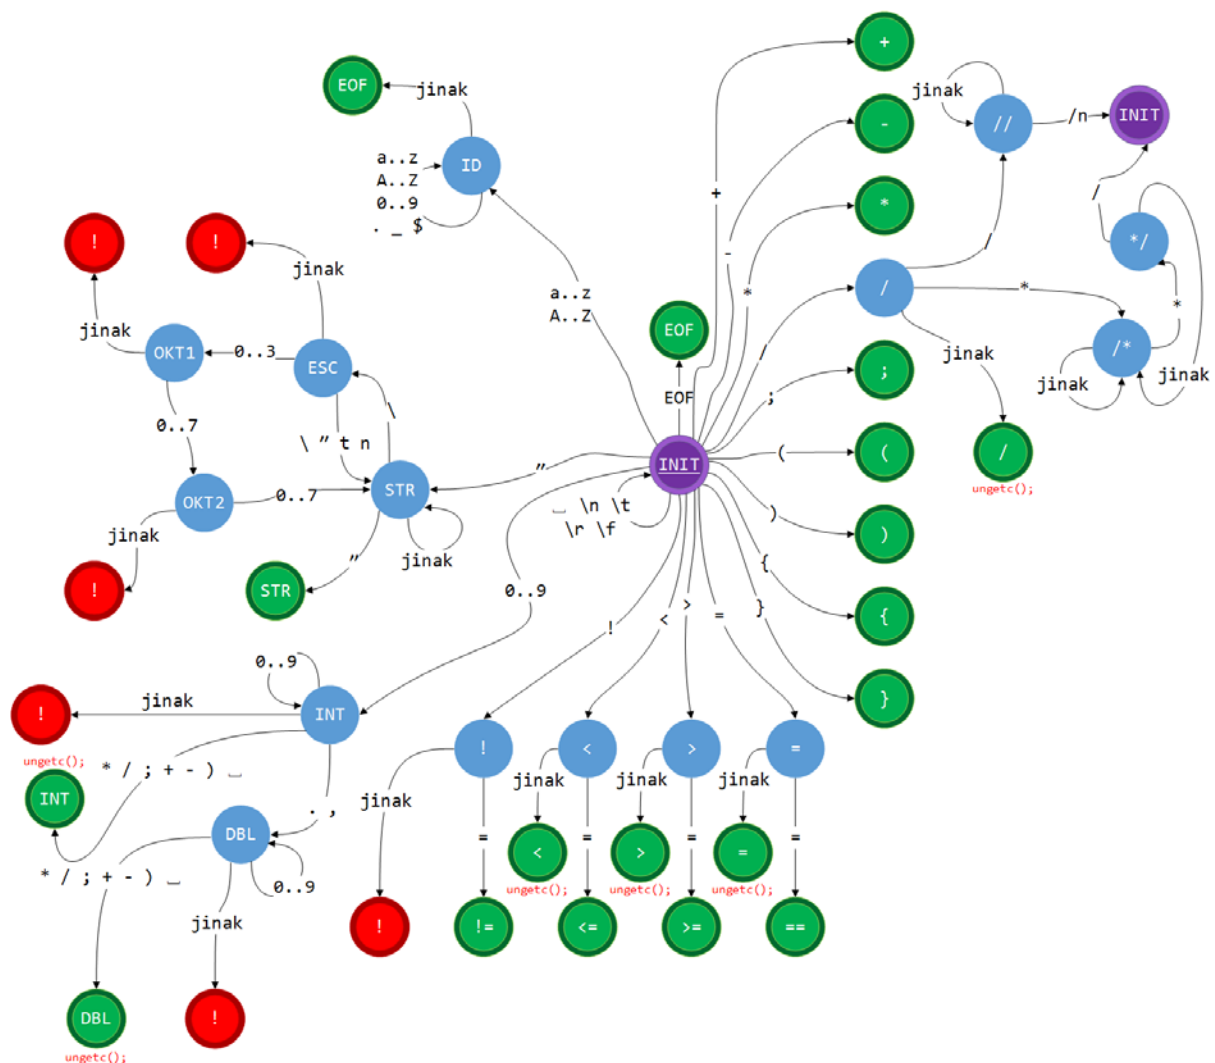 +
EOF
jinak
-
jinak
//
/n
INIT
a..z
A..Z
0..9
. _ $
ID
+
*
/
*/
!
!
jinak
-
/
a..z
A..Z
*
/
*
/*
*
jinak
jinak
EOF
/
jinak
jinak
OKT1
0..3
ESC
\
EOF
;
;
0..7
\ ” t n
INIT
(
(
/
ungetc();
”
OKT2
0..7
STR
␣ \n \t
\r \f
)
)
jinak
jinak
”
!
STR
0..9
{
{
!
<
>
=
}
0..9
}
jinak
INT
!
!
<
>
=
ungetc();
* / ; + - ) ␣
INT
. ,
jinak
jinak
jinak
jinak
DBL
=
=
=
=
<
>
=
* / ; + - ) ␣
0..9
ungetc();
ungetc();
ungetc();
jinak
!
!=
<=
>=
==
DBL
!
ungetc();